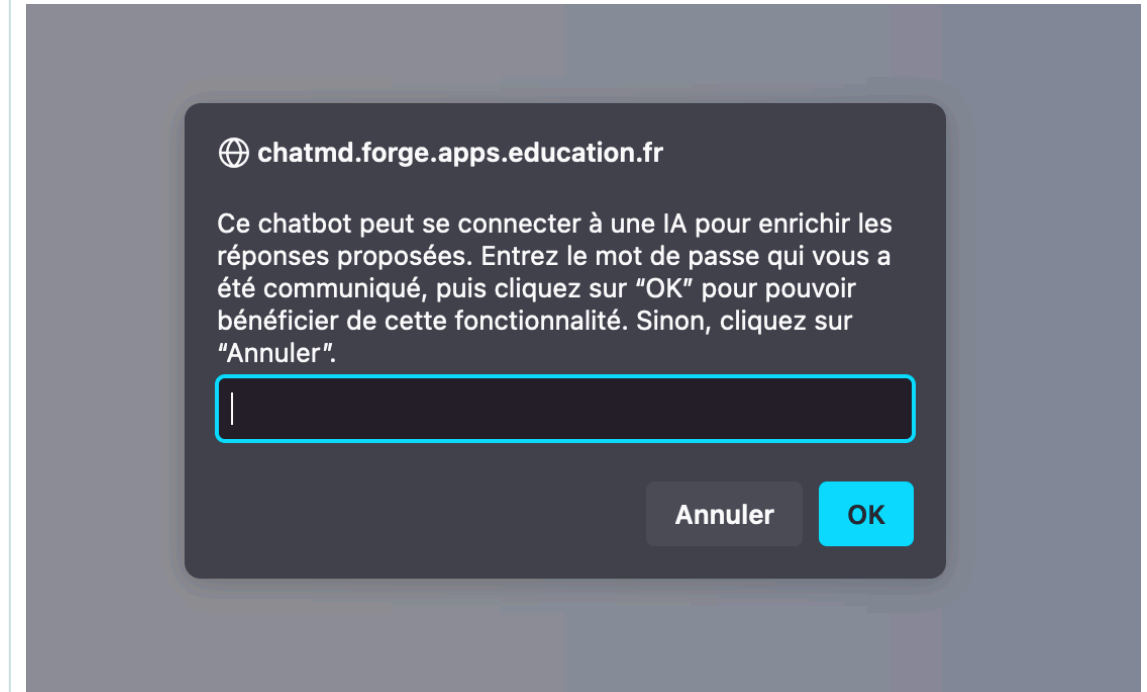 chatmd.forge.apps.education.fr
Ce chatbot peut se connecter à une IA pour enrichir les
réponses proposées. Entrez le mot de passe qui vous a
été communiqué, puis cliquez sur “OK” pour pouvoir
bénéficier de cette fonctionnalité. Sinon, cliquez sur
“Annuler”.
Annuler
OK